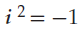 i² = −1